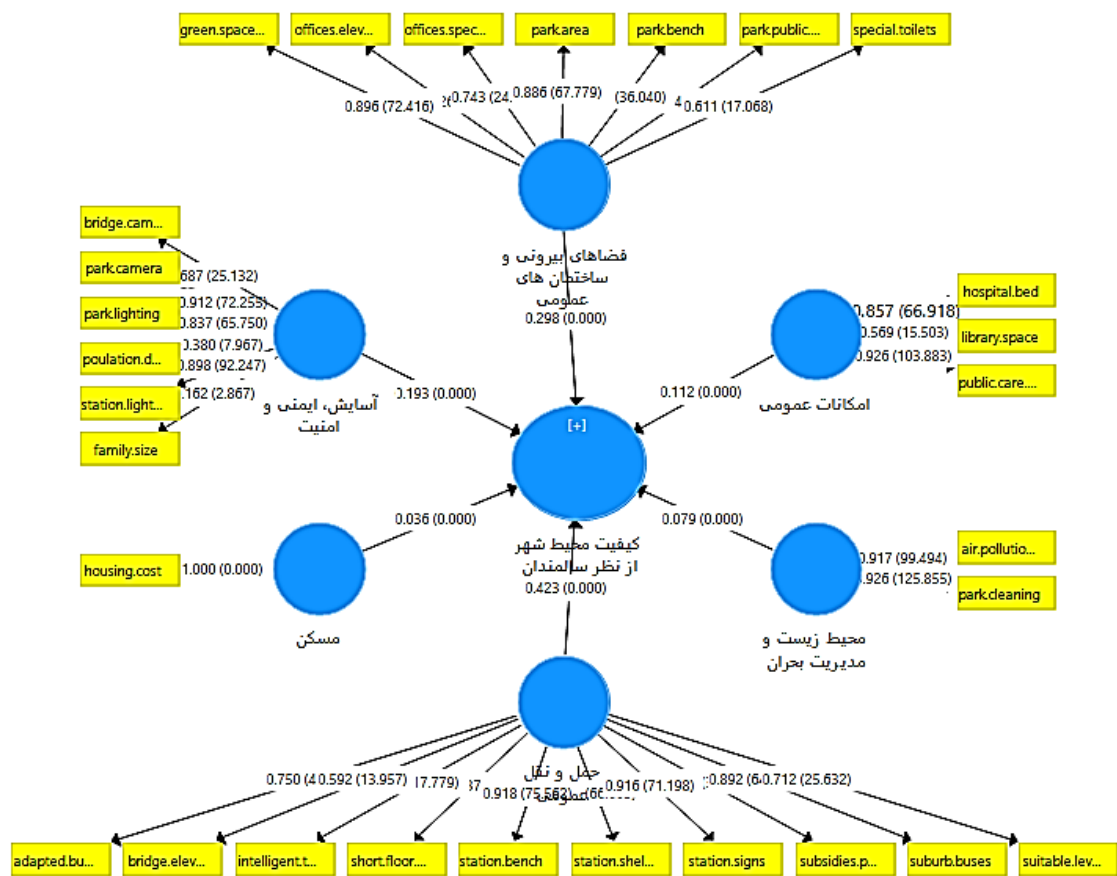 green.space...
offices.elev...
offices.spec...
park.area
park.bench
park.public....
special.toilets
0.896 (72.416)
0.743 (24.
0.886 (67.779)
(36.040)
0.611 (17.068)
فضاهای بیرونی و
ساختمان های
عمومی
0.298 (0.000)
bridge.cam...
park.camera
park.lighting
poulation.d...
station.light...
family.size
.687 (25.132)
0.912 (72.255)
0.837 (65.750)
0.380 (7.967)
0.898 (92.247)
.162 (2.867)
آسایش، ایمنی و
امنیت
0.193 (0.000)
hospital.bed
library.space
public.care....
0.857 (66.918)
0.569 (15.503)
0.926 (103.883)
امکانات عمومی
0.112 (0.000)
[+]
کیفیت محیط شهر
از نظر سالمندان
housing.cost
1.000 (0.000)
مسکن
0.036 (0.000)
0.079 (0.000)
air.pollutio...
park.cleaning
0.917 (99.494)
.926 (125.855)
محیط زیست و
مدیریت بحران
0.423 (0.000)
حمل و نقل
عمومی
0.750 (4
0.592 (13.957)
17.779)
0.918 (75.562)
0.916 (71.198)
0.892 (6
0.712 (25.632)
adapted.bu...
bridge.elev...
intelligent.t...
short.floor....
station.bench
station.shel...
station.signs
subsidies.p...
suburb.buses
suitable.lev...